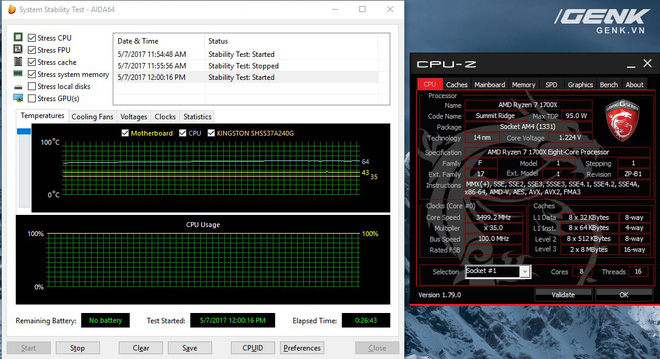 System Stability Test - AIDA64
Stress CPU
Stress FPU
Stress cache
Stress system memory
Stress local disks
Stress GPU(s)
Date & Time Status
5/7/2017 11:54:48 AM Stability Test: Started
5/7/2017 11:55:56 AM Stability Test: Stopped
5/7/2017 12:00:16 PM Stability Test: Started
Temperatures Cooling Fans Voltages Clocks Statistics
Motherboard CPU KINGSTON SHSS37A240G
100°C
64
43
35
0°C
CPU Usage
100% 100%
0% 0%
Remaining Battery: No battery Test Started: 5/7/2017 12:00:16 PM Elapsed Time: 0:26:43
Start Stop Clear Save CPUID Preferences Close
GENK
GENK.VN
CPU-Z
CPU Caches Mainboard Memory SPD Graphics Bench About
Processor
Name AMD Ryzen 7 1700X
Code Name Summit Ridge Max TDP 95.0 W
Package Socket AM4 (1331)
Technology 14 nm Core Voltage 1.224 V
Specification AMD Ryzen 7 1700X Eight-Core Processor
Family F Model 1 Stepping 1
Ext. Family 17 Ext. Model 1 Revision ZP-B1
Instructions MMX(+), SSE, SSE2, SSE3, SSSE3, SSE4.1, SSE4.2, SSE4A,
x86-64, AMD-V, AES, AVX, AVX2, FMA3
Clocks (Core #0)
Core Speed 3499.2 MHz
Multiplier x 35.0
Bus Speed 100.0 MHz
Rated FSB
Caches
L1 Data 8 x 32 KBytes 8-way
L1 Inst. 8 x 64 KBytes 4-way
Level 2 8 x 512 KBytes 8-way
Level 3 2 x 8 MBytes 16-way
Selection Socket #1 Cores 8 Threads 16
Version 1.79.0 Validate OK